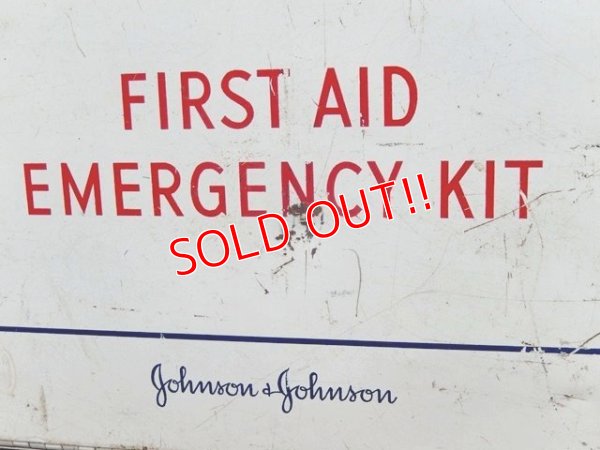 FIRST AID
EMERGENCY KIT
SOLD OUT!!
Johnson & Johnson